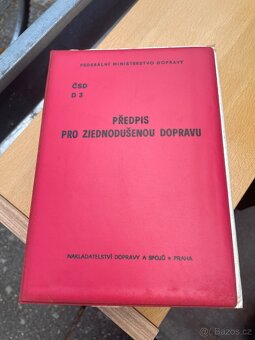 FEDERÁLNÍ MINISTERSTVO DOPRAVY
ČSD
D 3
PŘEDPIS
PRO ZJEDNODUŠENOU DOPRAVU
NAKLADATELSTVÍ DOPRAVY A SPOJŮ • PRAHA
Bazos.cz